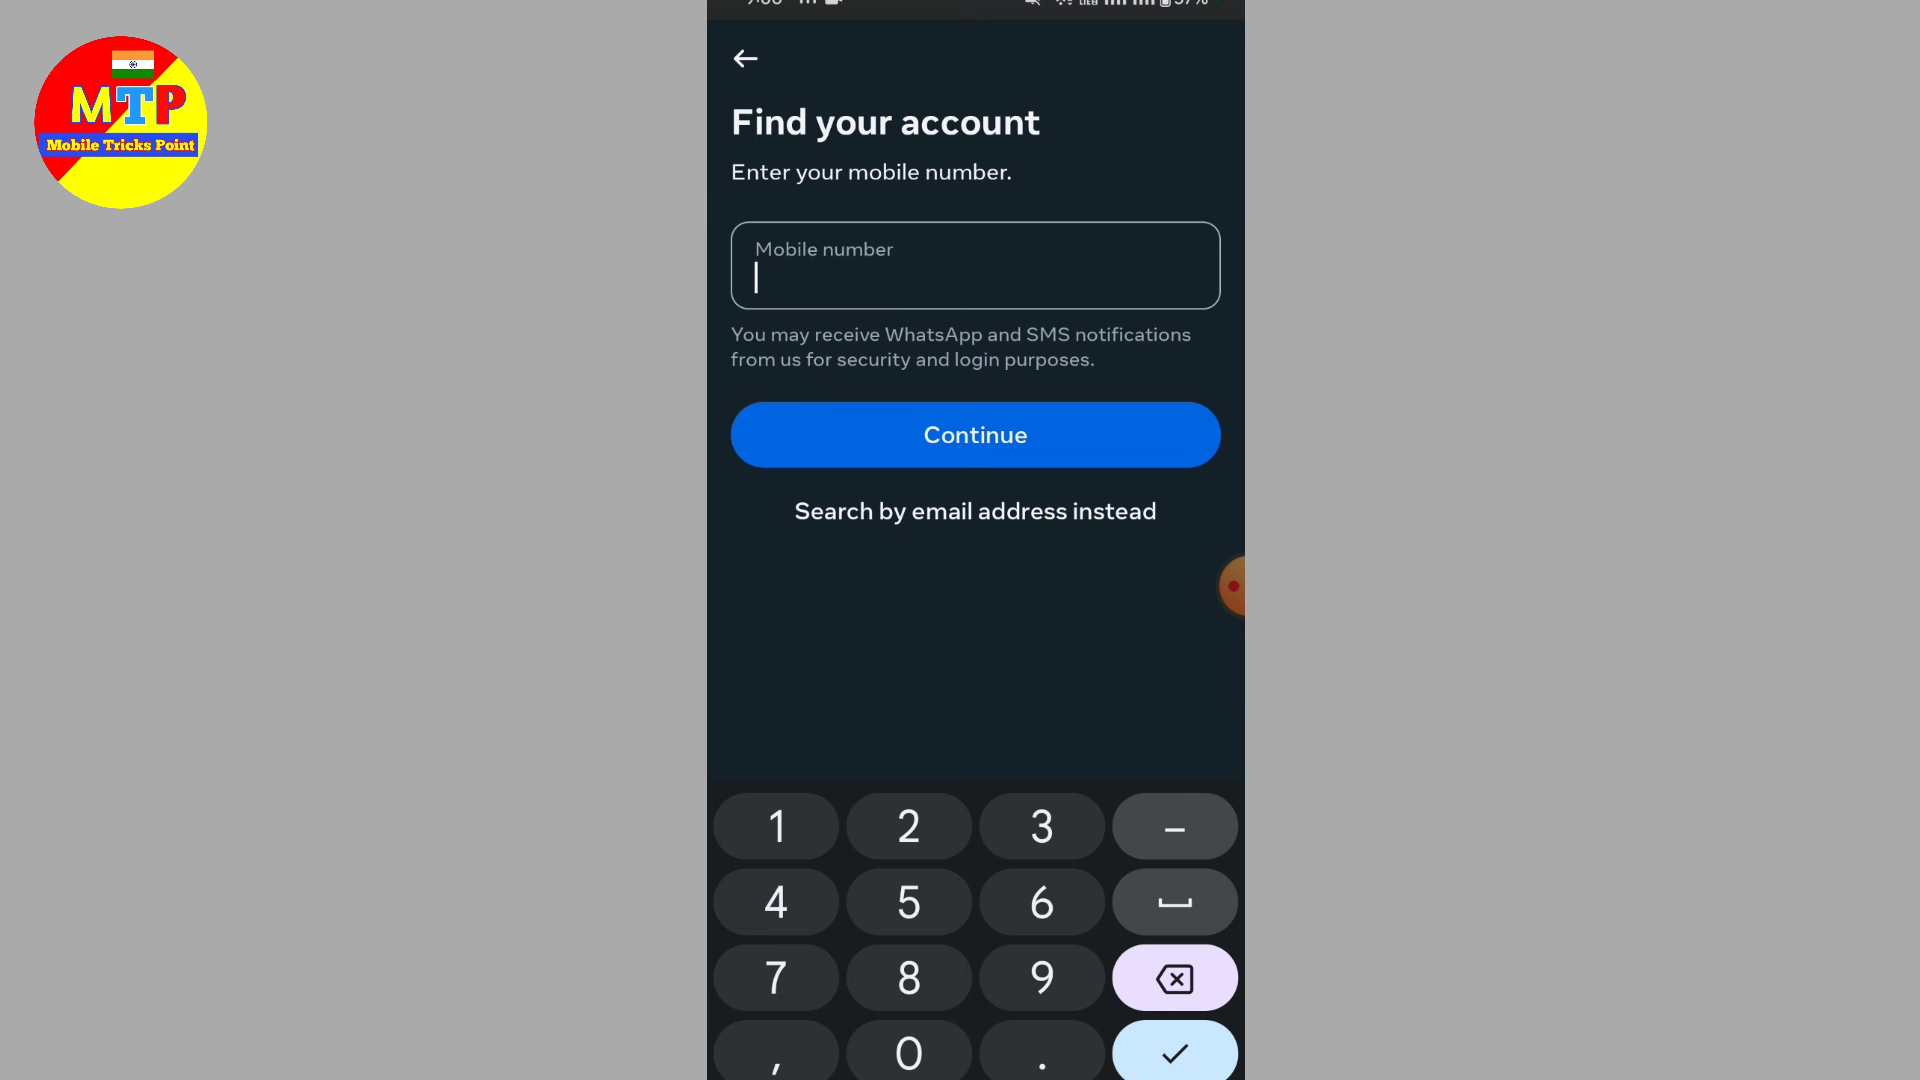 MTP
Mobile Tricks Point
Find your account
Enter your mobile number.
Mobile number
You may receive WhatsApp and SMS notifications
from us for security and login purposes.
Continue
Search by email address instead
1 2 3 –
4 5 6
7 8 9
, 0 .